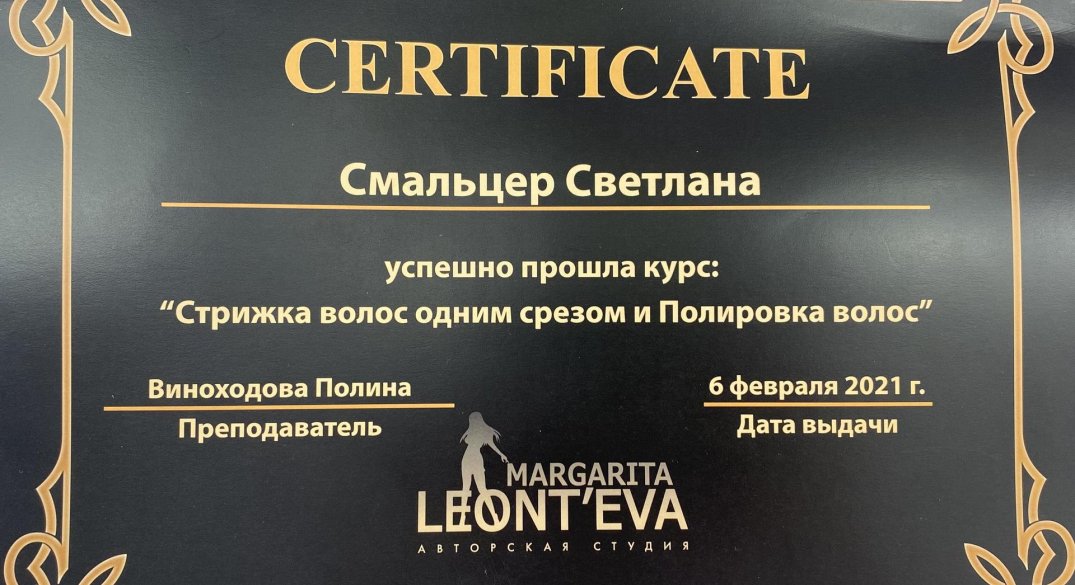 CERTIFICATE
Смальцер Светлана
успешно прошла курс:
“Стрижка волос одним срезом и Полировка волос”
Виноходова Полина
Преподаватель
6 февраля 2021 г.
Дата выдачи
MARGARITA
LEONT'EVA
АВТОРСКАЯ СТУДИЯ